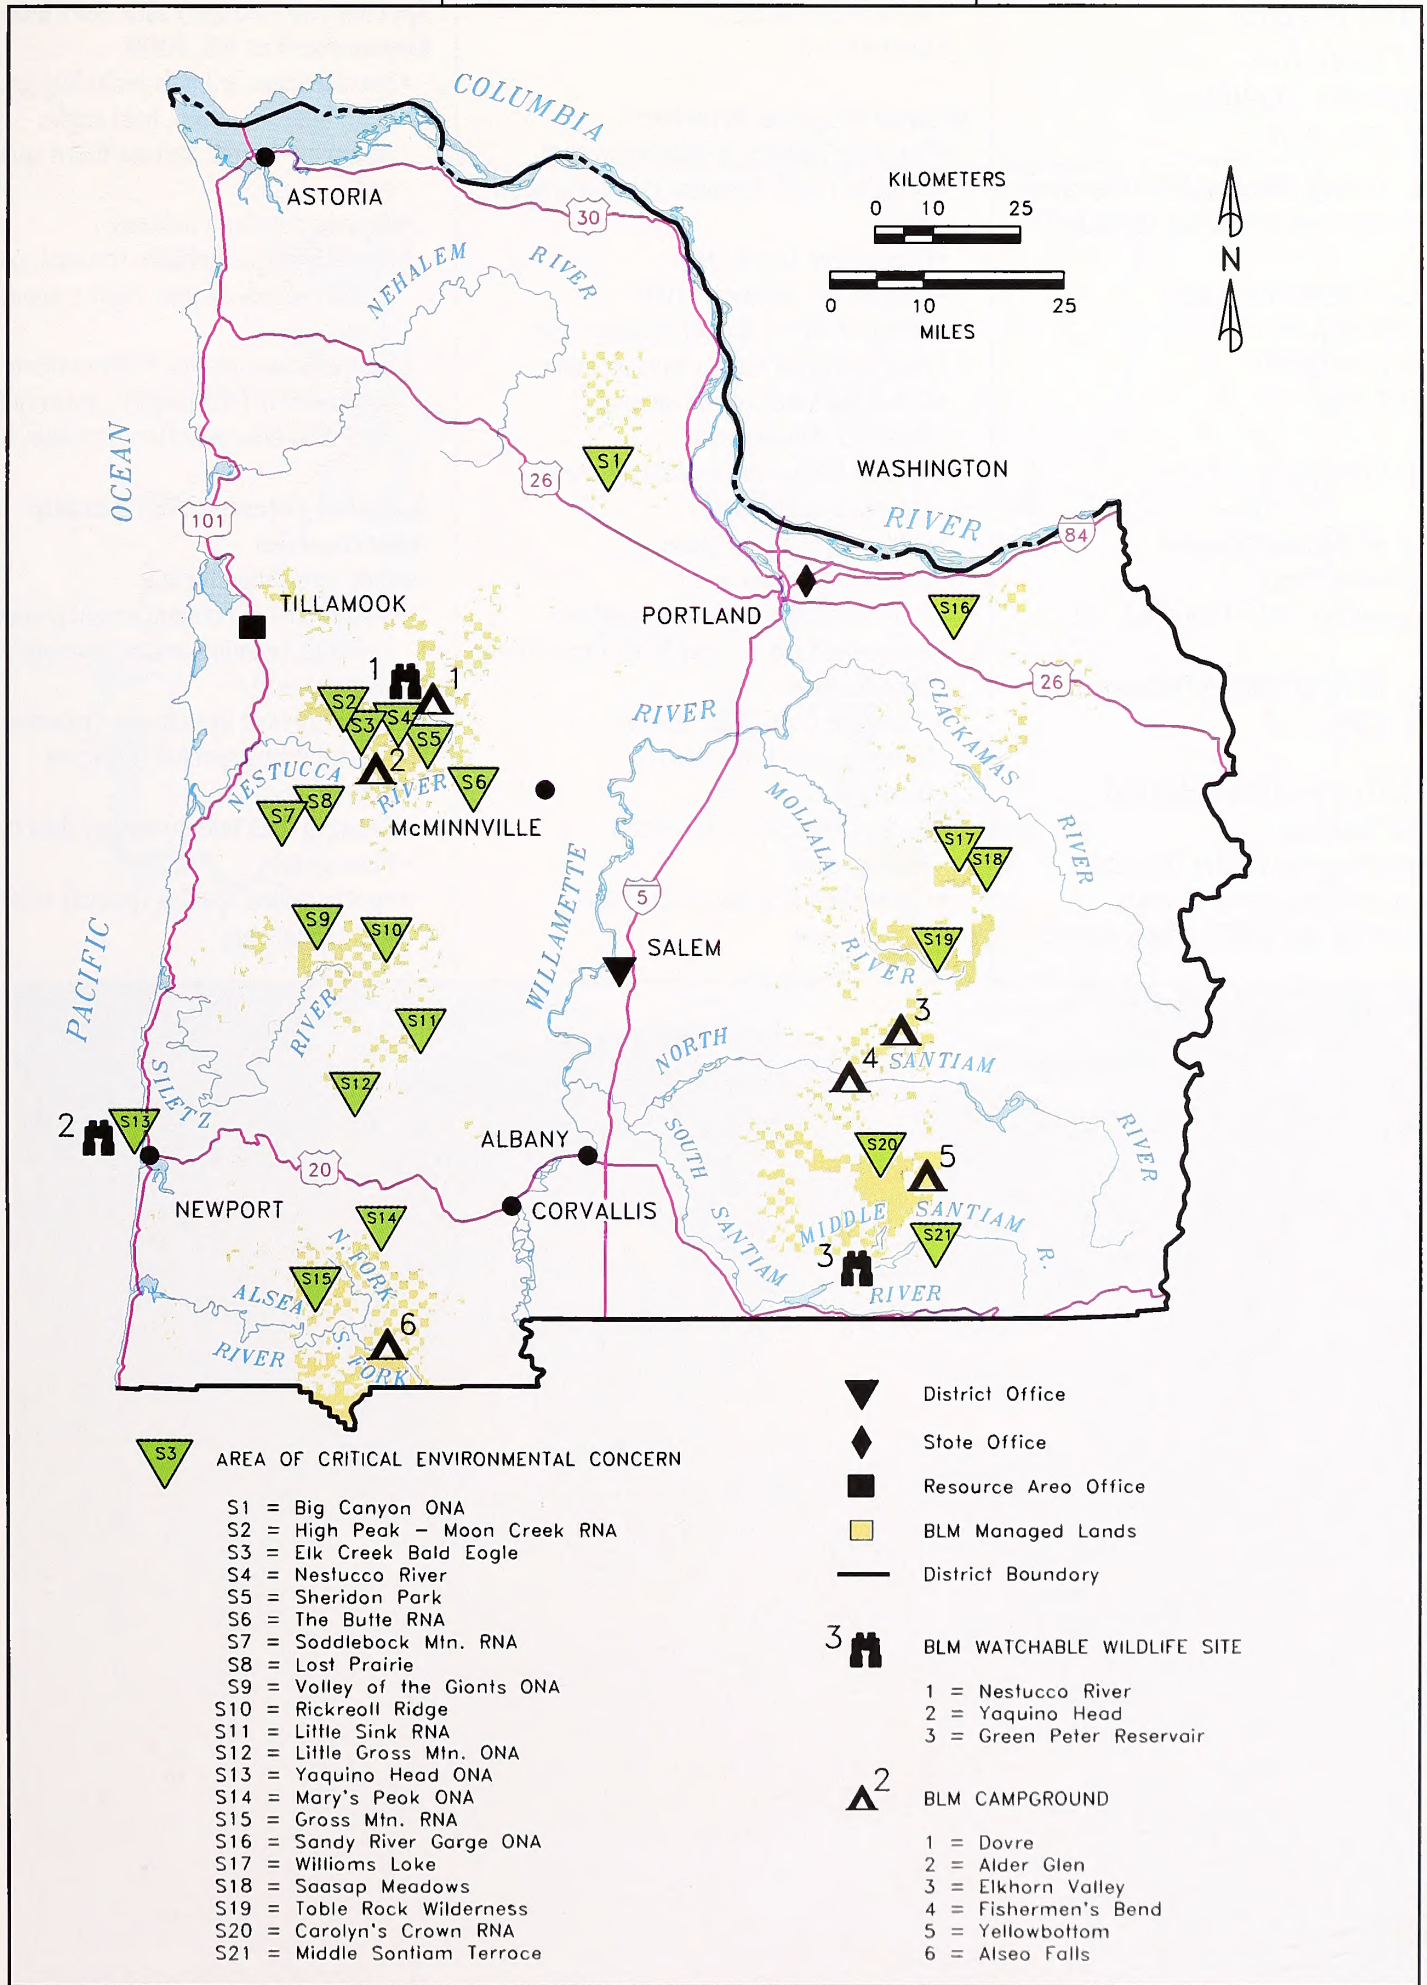 COLUMBIA
ASTORIA
30
KILOMETERS
0 10 25
0 10 25
MILES
N
NEHALEM RIVER
OCEAN
101
26
S1
WASHINGTON
RIVER
84
TILLAMOOK
PORTLAND
S16
1
1
S2
S3
S4
S5
2
S6
NESTUCCA
RIVER
S7
S8
McMINNVILLE
RIVER
26
CLACKAMAS
RIVER
MOLLALA
RIVER
S17
S18
5
WILLAMETTE
SALEM
S9
S10
S19
PACIFIC
RIVER
S11
3
4
NORTH
SANTIAM
RIVER
S12
SILETZ
2
S13
ALBANY
SOUTH
SANTIAM
S20
5
20
NEWPORT
CORVALLIS
S14
N. FORK
MIDDLE SANTIAM
R.
S21
3
RIVER
S15
ALSEA
RIVER
6
S. FORK
S3 AREA OF CRITICAL ENVIRONMENTAL CONCERN
S1 = Big Canyon ONA
S2 = High Peak – Moon Creek RNA
S3 = Elk Creek Bald Eogle
S4 = Nestucco River
S5 = Sheridon Park
S6 = The Butte RNA
S7 = Soddlebock Mtn. RNA
S8 = Lost Prairie
S9 = Volley of the Gionts ONA
S10 = Rickreoll Ridge
S11 = Little Sink RNA
S12 = Little Gross Mtn. ONA
S13 = Yoquino Head ONA
S14 = Mory's Peok ONA
S15 = Gross Mtn. RNA
S16 = Sandy River Garge ONA
S17 = Willioms Loke
S18 = Saasap Meadows
S19 = Toble Rock Wilderness
S20 = Carolyn's Crown RNA
S21 = Middle Sontiam Terroce
District Office
Stote Office
Resource Areo Office
BLM Managed Lands
District Boundory
3 BLM WATCHABLE WILDLIFE SITE
1 = Nestucco River
2 = Yaquino Head
3 = Green Peter Reservair
2 BLM CAMPGROUND
1 = Dovre
2 = Alder Glen
3 = Elkhorn Valley
4 = Fishermen's Bend
5 = Yellowbottom
6 = Alseo Falls